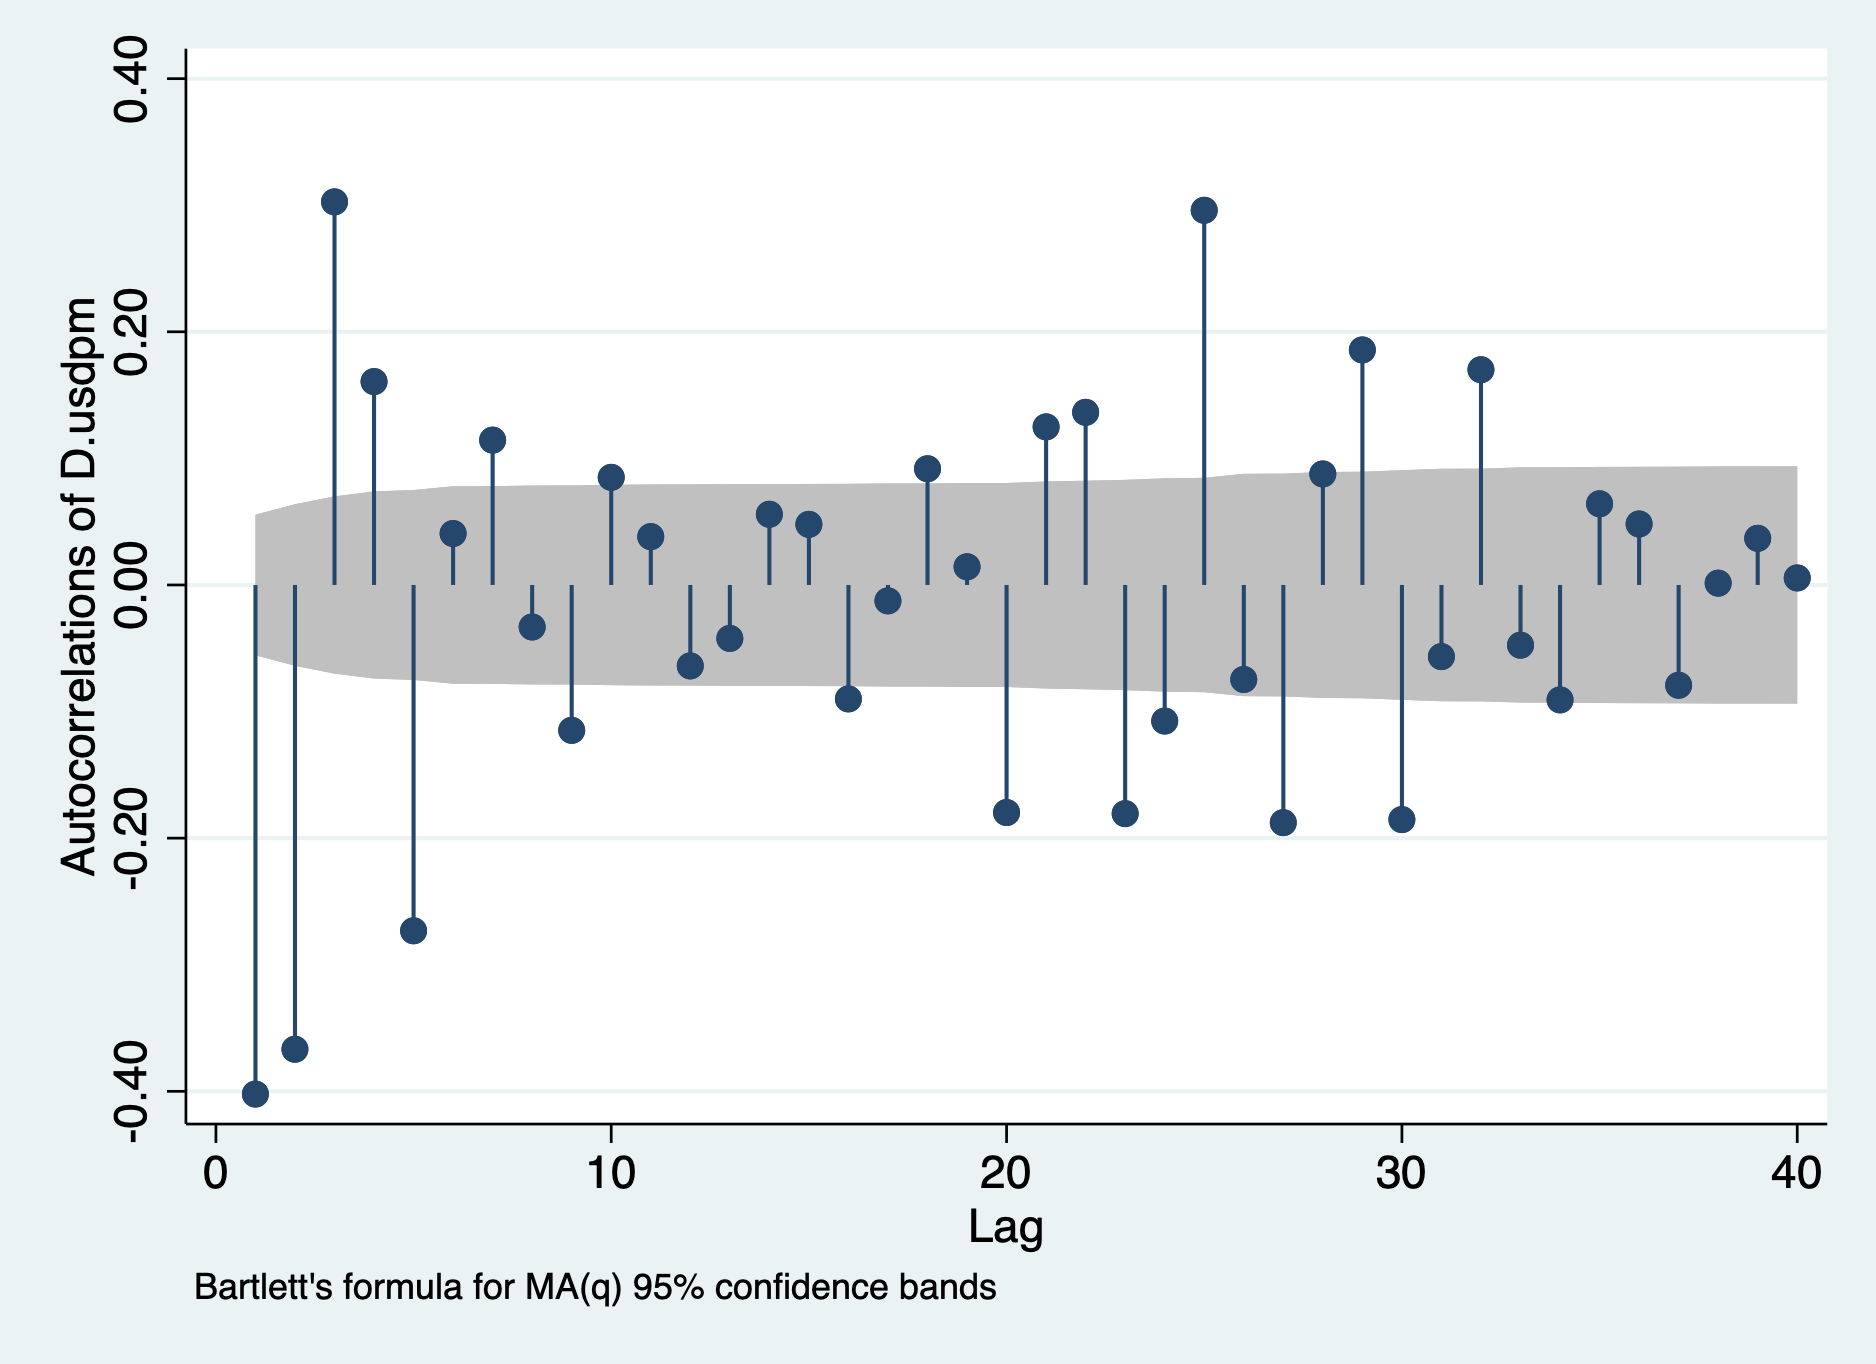 Autocorrelations of D.usdpm
0.40
0.20
0.00
-0.20
-0.40
0 10 20 30 40
Lag
Bartlett's formula for MA(q) 95% confidence bands